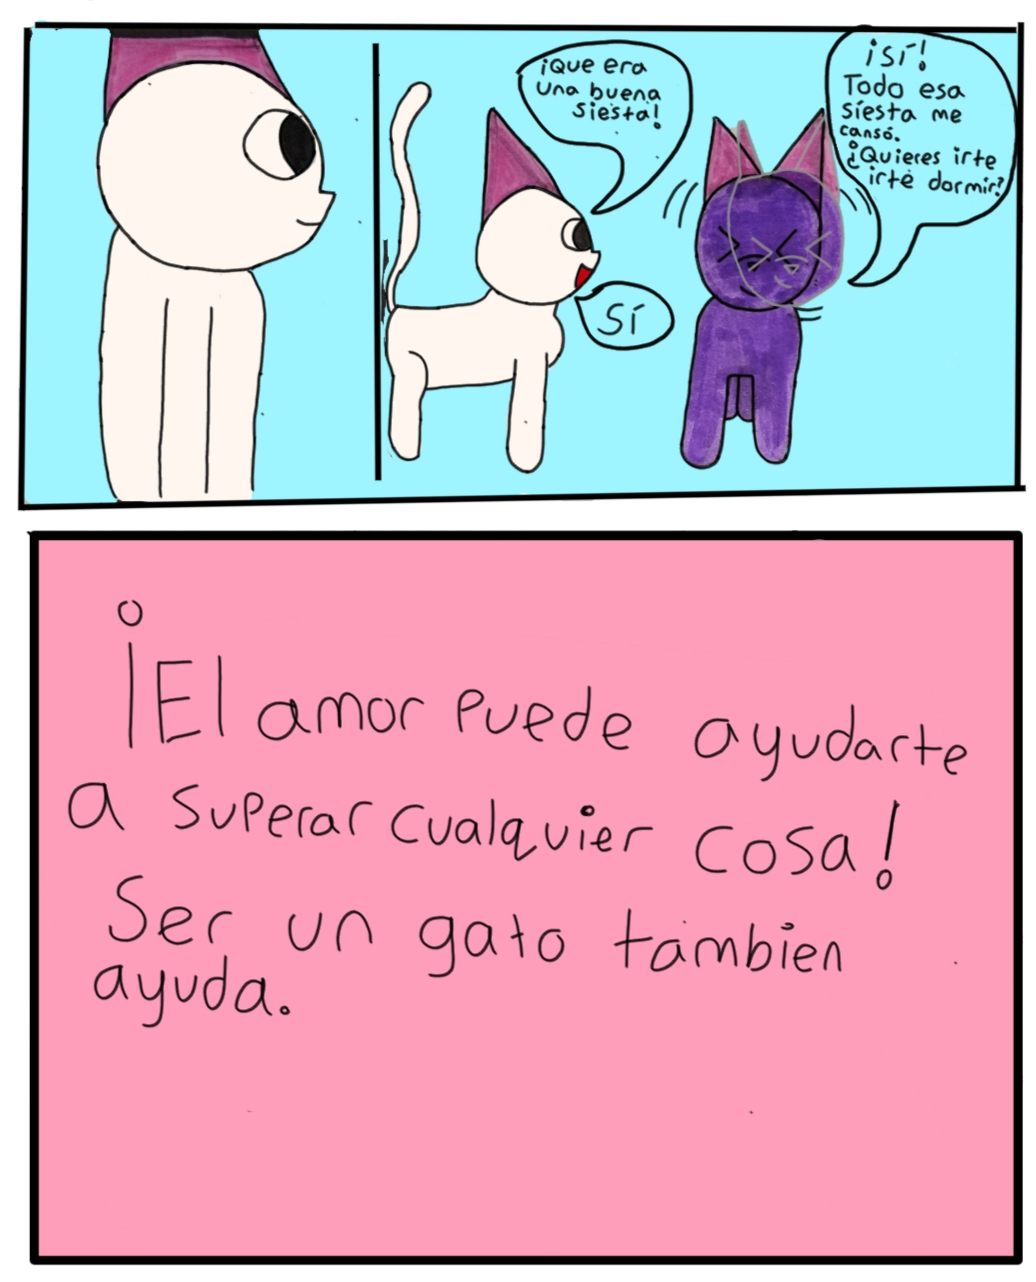 ¡Que era
una buena
siesta!
¡SÍ!
Todo esa
siesta me
cansó.
¿Quieres irte
irte dormir?
SÍ
¡El amor puede ayudarte
a superar cualquier cosa!
Ser un gato tambien
ayuda.